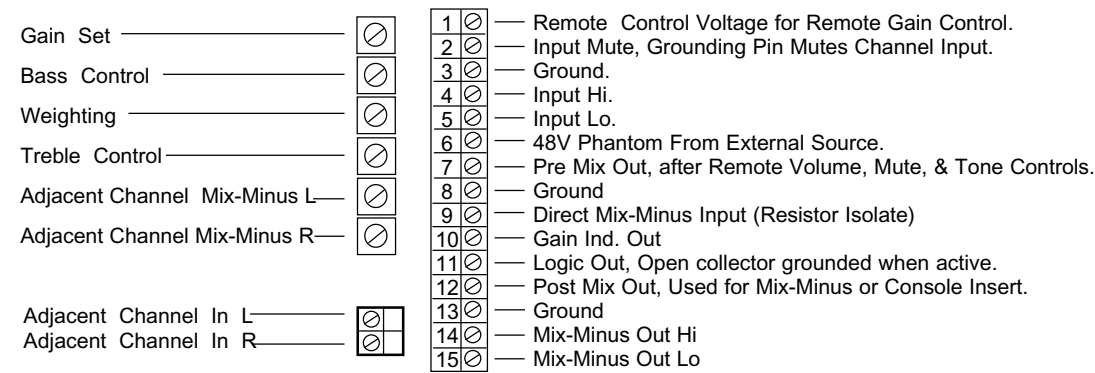 Gain Set
Bass Control
Weighting
Treble Control
Adjacent Channel Mix-Minus L
Adjacent Channel Mix-Minus R
Adjacent Channel In L
Adjacent Channel In R
1 Remote Control Voltage for Remote Gain Control.
2 Input Mute, Grounding Pin Mutes Channel Input.
3 Ground.
4 Input Hi.
5 Input Lo.
6 48V Phantom From External Source.
7 Pre Mix Out, after Remote Volume, Mute, & Tone Controls.
8 Ground
9 Direct Mix-Minus Input (Resistor Isolate)
10 Gain Ind. Out
11 Logic Out, Open collector grounded when active.
12 Post Mix Out, Used for Mix-Minus or Console Insert.
13 Ground
14 Mix-Minus Out Hi
15 Mix-Minus Out Lo